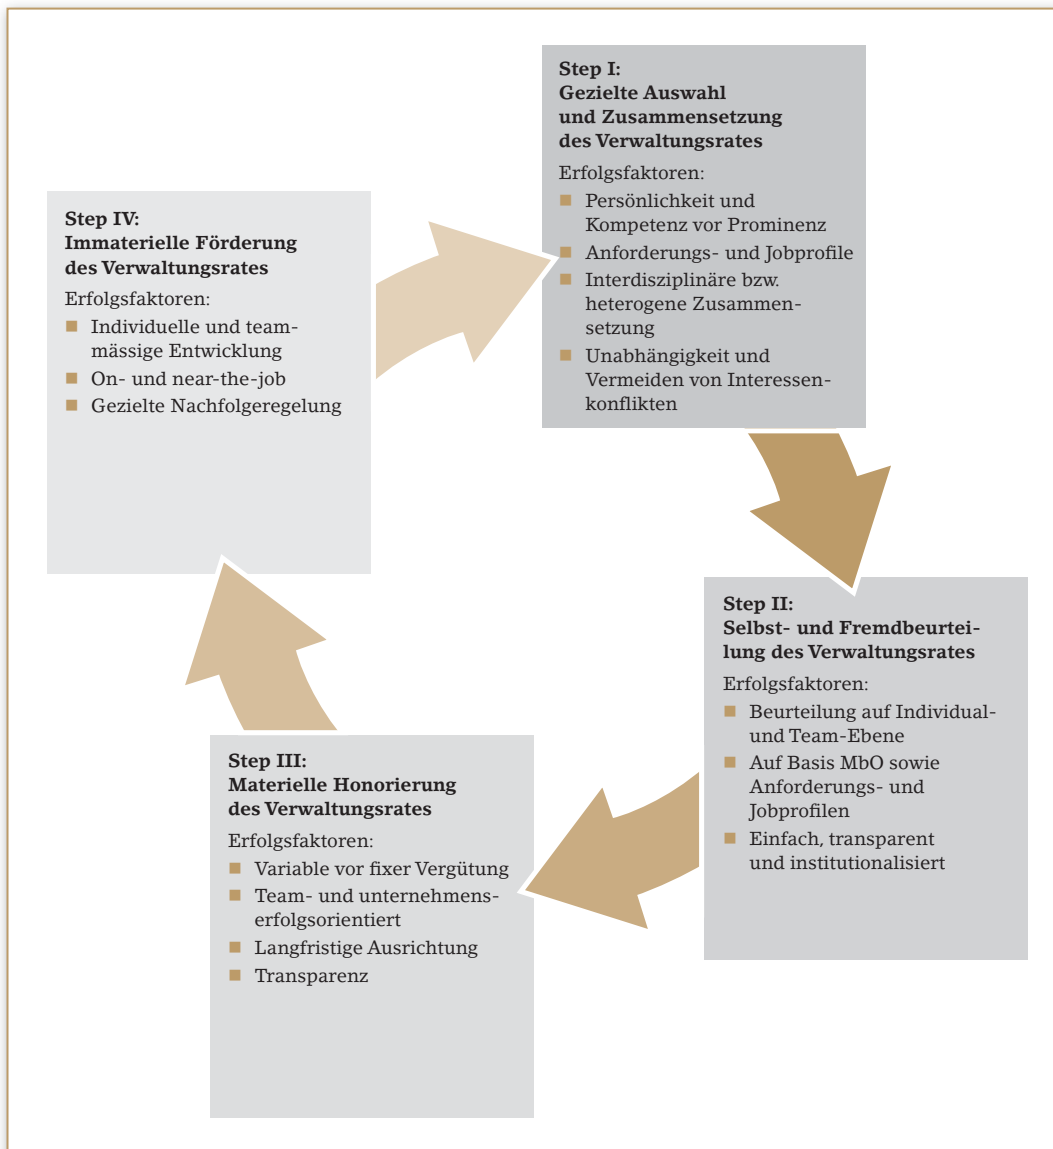 Step I:
Gezielte Auswahl
und Zusammensetzung
des Verwaltungsrates
Erfolgsfaktoren:
Persönlichkeit und
Kompetenz vor Prominenz
Anforderungs- und Jobprofile
Interdisziplinäre bzw.
heterogene Zusammen-
setzung
Unabhängigkeit und
Vermeiden von Interessen-
konflikten
Step II:
Selbst- und Fremdbeurtei-
lung des Verwaltungsrates
Erfolgsfaktoren:
Beurteilung auf Individual-
und Team-Ebene
Auf Basis MbO sowie
Anforderungs- und
Jobprofilen
Einfach, transparent
und institutionalisiert
Step III:
Materielle Honorierung
des Verwaltungsrates
Erfolgsfaktoren:
Variable vor fixer Vergütung
Team- und unternehmens-
erfolgsorientiert
Langfristige Ausrichtung
Transparenz
Step IV:
Immaterielle Förderung
des Verwaltungsrates
Erfolgsfaktoren:
Individuelle und team-
mässige Entwicklung
On- und near-the-job
Gezielte Nachfolgeregelung